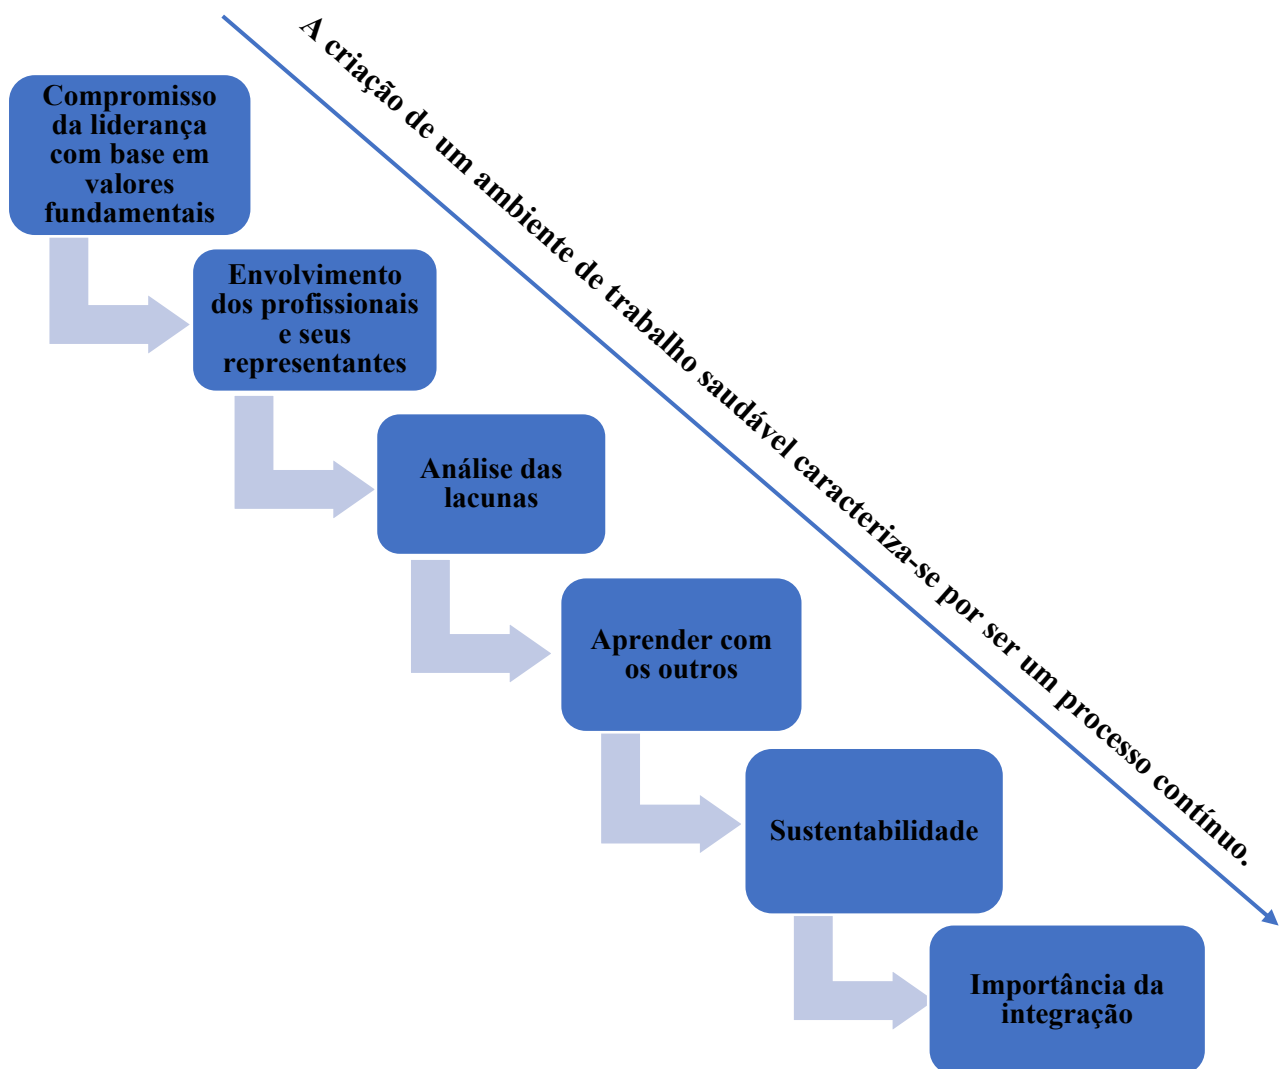 A criação de um ambiente de trabalho saudável caracteriza-se por ser um processo contínuo.
Compromisso
da liderança
com base em
valores
fundamentais
Envolvimento
dos profissionais
e seus
representantes
Análise das
lacunas
Aprender com
os outros
Sustentabilidade
Importância da
integração